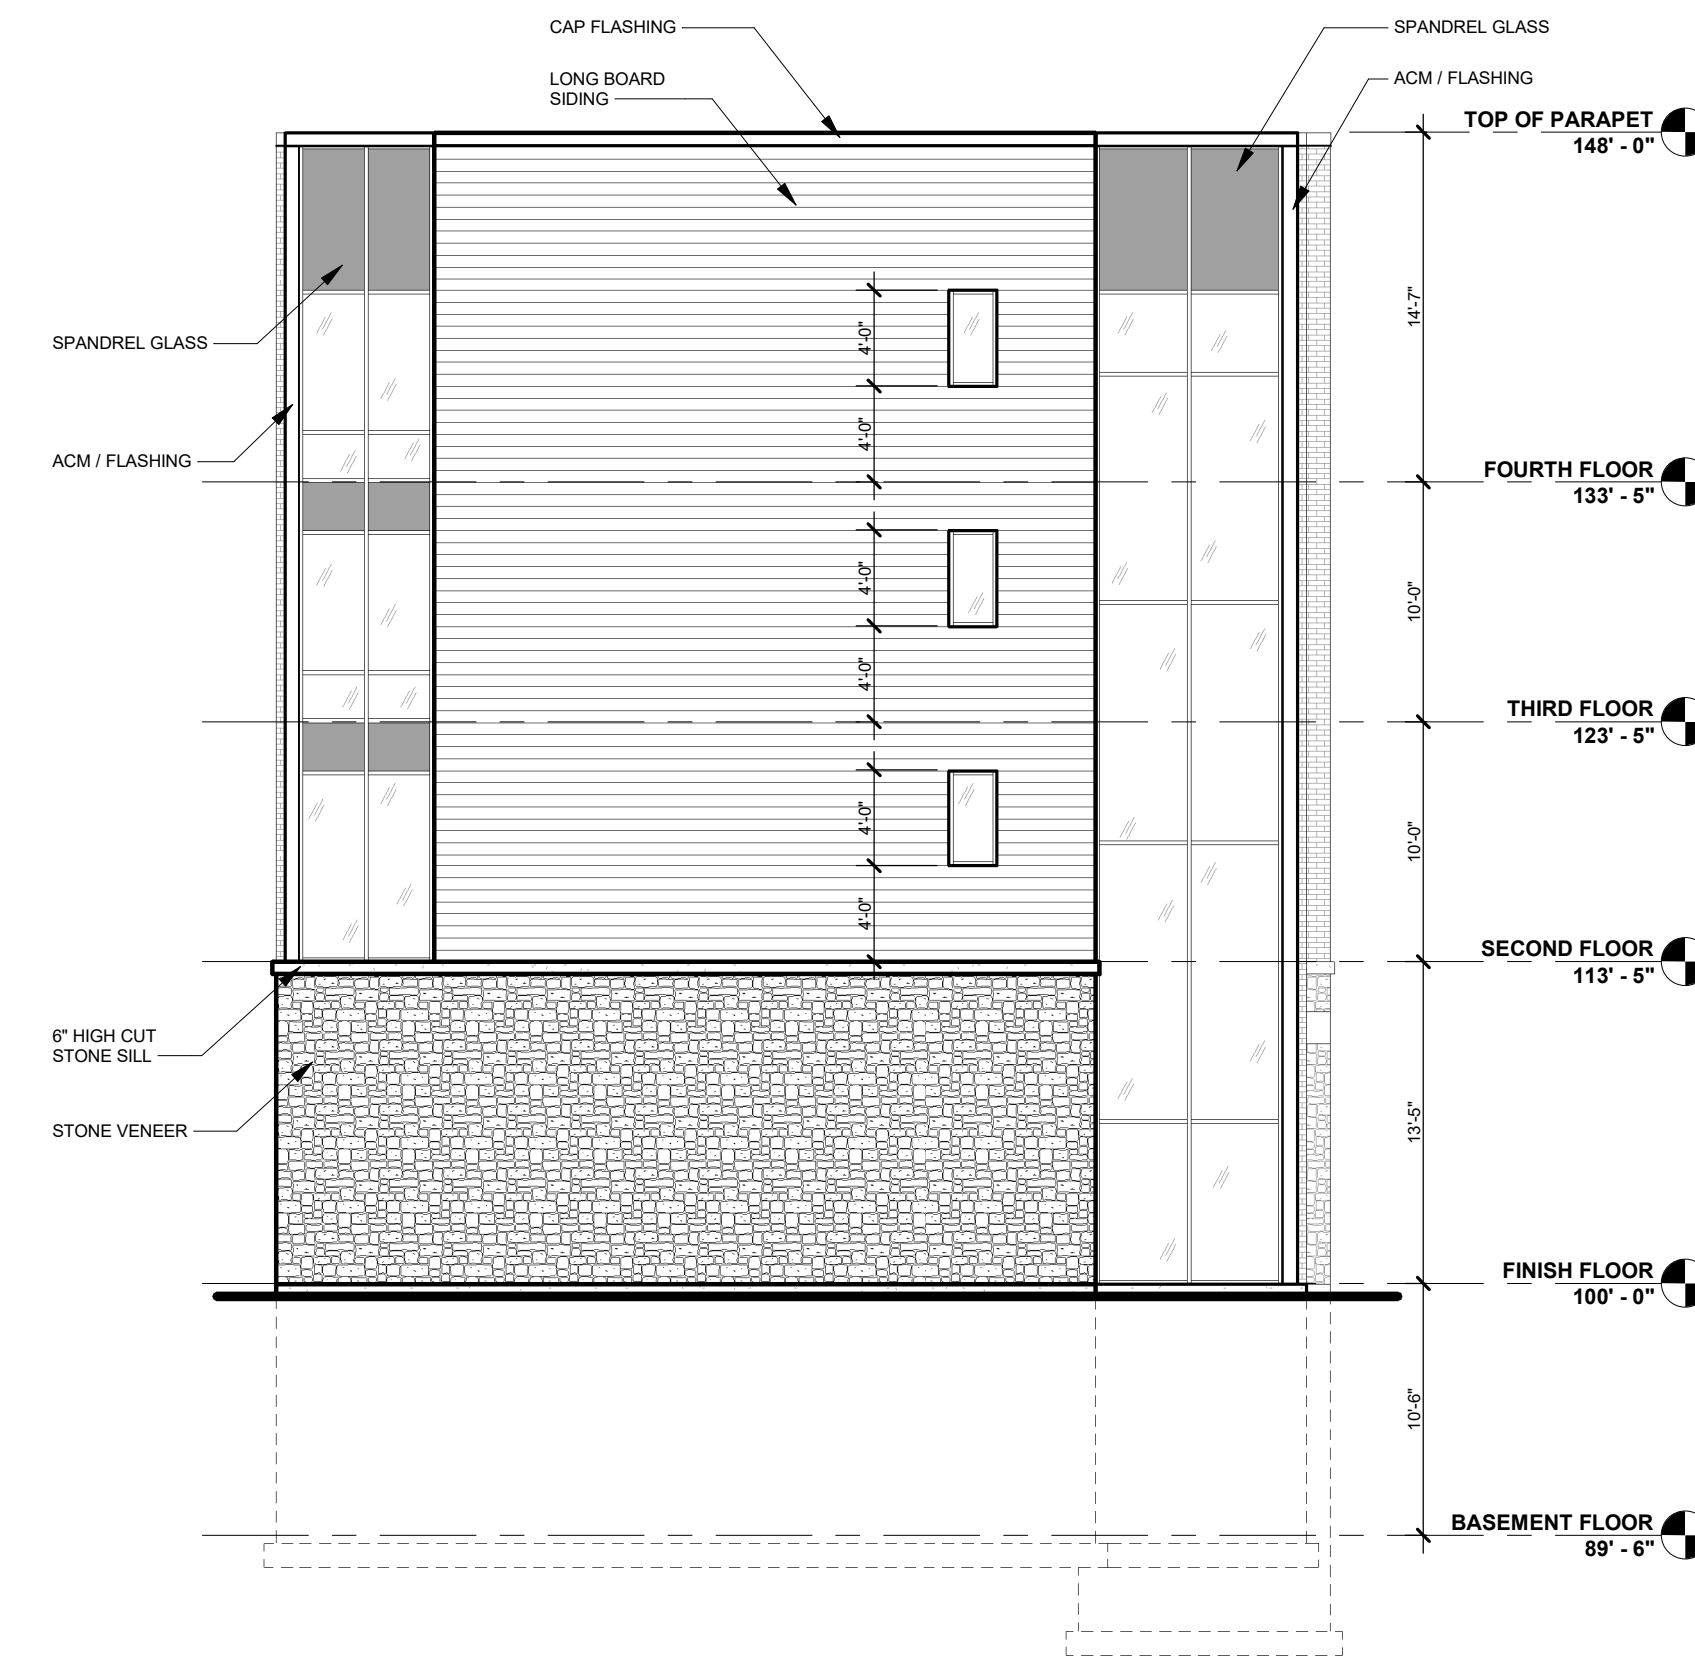 CAP FLASHING
SPANDREL GLASS
LONG BOARD
SIDING
ACM / FLASHING
TOP OF PARAPET
148' - 0"
14'-7"
4'-0"
SPANDREL GLASS
4'-0"
ACM / FLASHING
FOURTH FLOOR
133' - 5"
4'-0"
10'-0"
4'-0"
THIRD FLOOR
123' - 5"
4'-0"
10'-0"
4'-0"
SECOND FLOOR
113' - 5"
6" HIGH CUT
STONE SILL
STONE VENEER
13'-5"
FINISH FLOOR
100' - 0"
10'-6"
BASEMENT FLOOR
89' - 6"